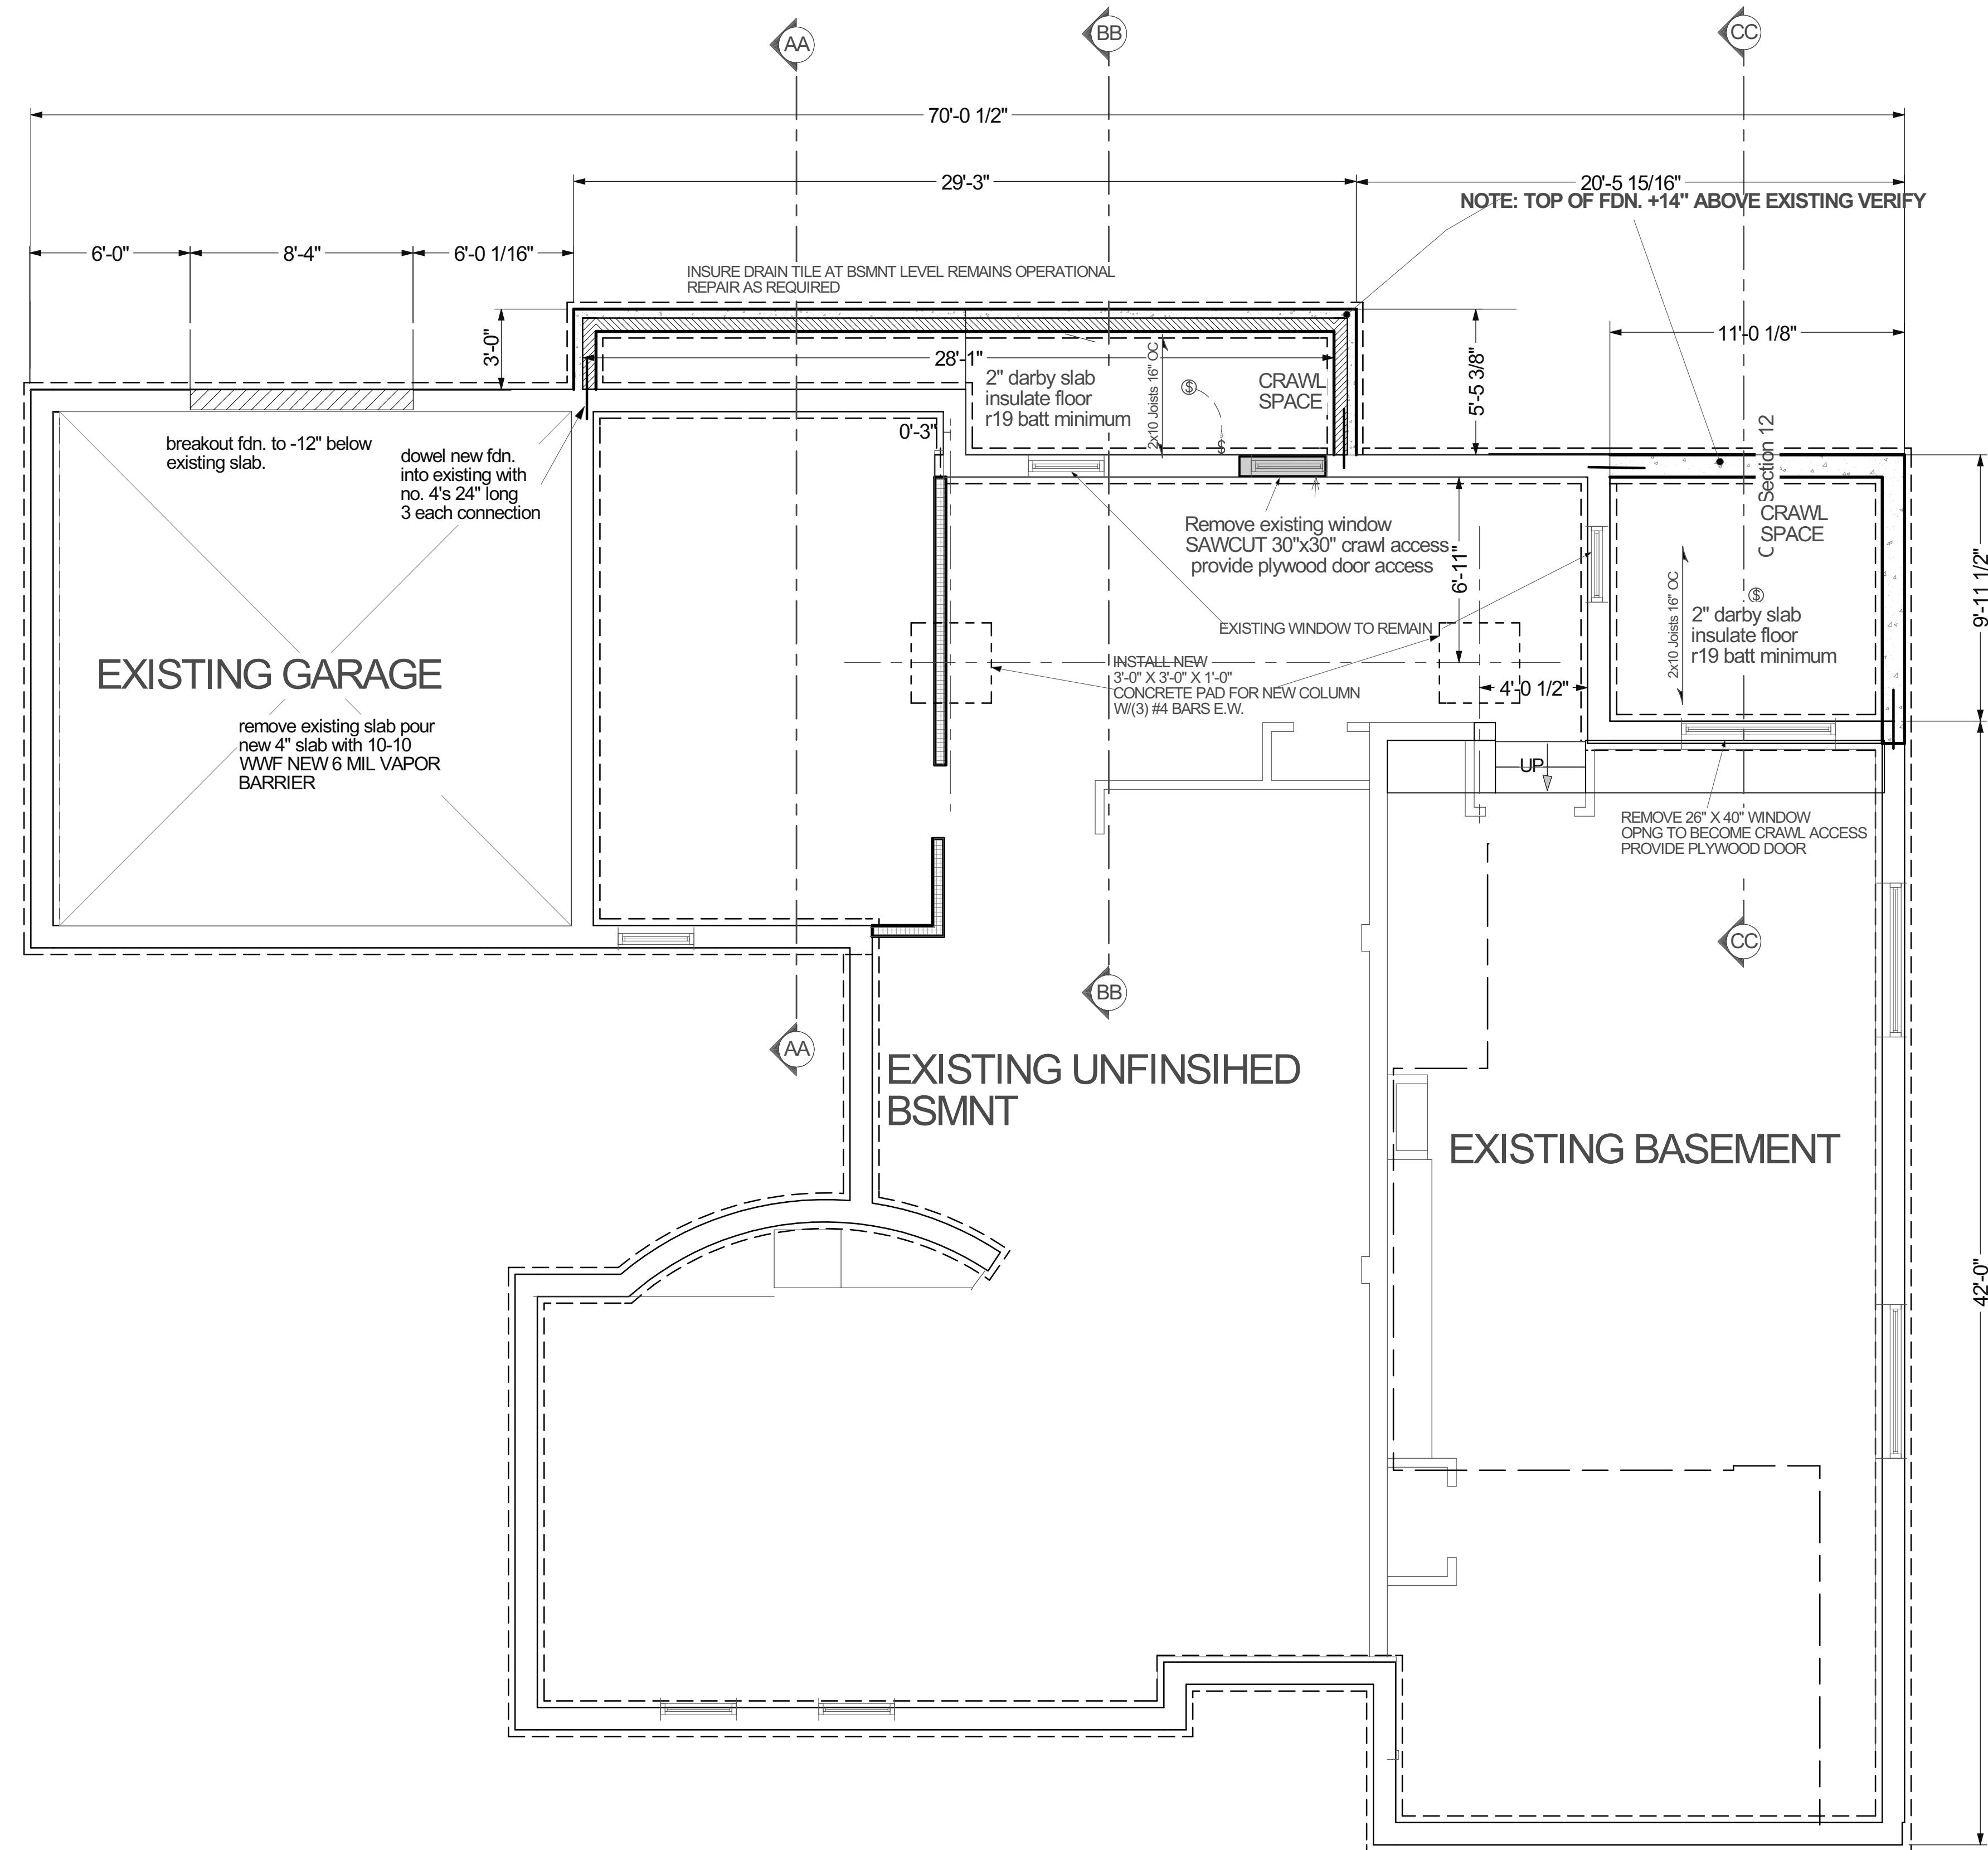 AA
BB
CC
70'-0 1/2"
29'-3"
20'-5 15/16"
NOTE: TOP OF FDN. +14" ABOVE EXISTING VERIFY
6'-0"
8'-4"
6'-0 1/16"
INSURE DRAIN TILE AT BSMNT LEVEL REMAINS OPERATIONAL
REPAIR AS REQUIRED
3'-0"
28'-1"
5'-5 3/8"
11'-0 1/8"
2" darby slab
insulate floor
r19 batt minimum
2x10 Joists 16" OC
$
$
CRAWL
SPACE
0'-3"
breakout fdn. to -12" below
existing slab.
dowel new fdn.
into existing with
no. 4's 24" long
3 each connection
Section 12
CRAWL
SPACE
9'-11 1/2"
Remove existing window
SAWCUT 30"x30" crawl access
provide plywood door access
6'-11"
2x10 Joists 16" OC
$
2" darby slab
insulate floor
r19 batt minimum
EXISTING WINDOW TO REMAIN
EXISTING GARAGE
INSTALL NEW
3'-0" X 3'-0" X 1'-0"
CONCRETE PAD FOR NEW COLUMN
W/(3) #4 BARS E.W.
4'-0 1/2"
remove existing slab pour
new 4" slab with 10-10
WWF NEW 6 MIL VAPOR
BARRIER
UP
REMOVE 26" X 40" WINDOW
OPNG TO BECOME CRAWL ACCESS
PROVIDE PLYWOOD DOOR
CC
BB
AA
EXISTING UNFINSIHED
BSMNT
EXISTING BASEMENT
42'-0"